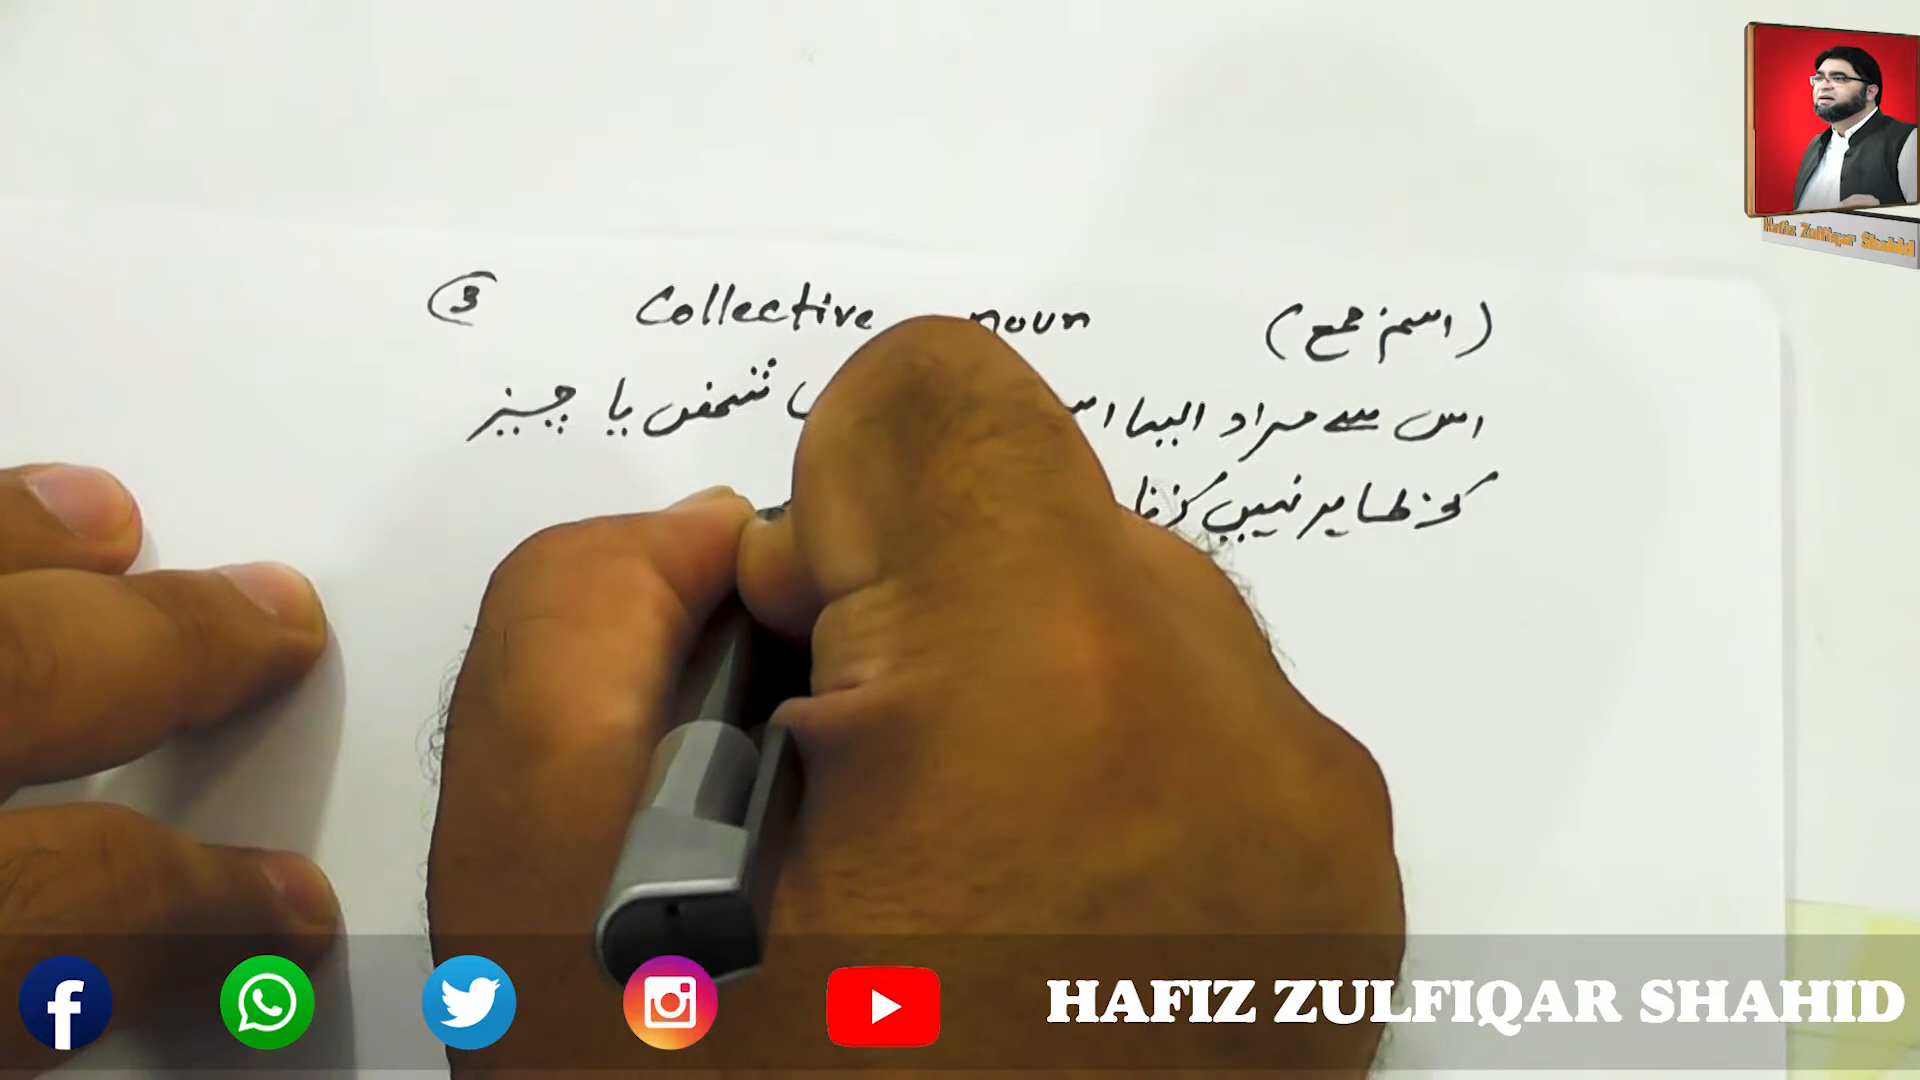 Hafiz Zulfiqar Shahid
③ Collective noun (اسم جمع)
اس سے مراد ایسا شخص یا چیز
کو ظاہر نہیں کرتا
HAFIZ ZULFIQAR SHAHID